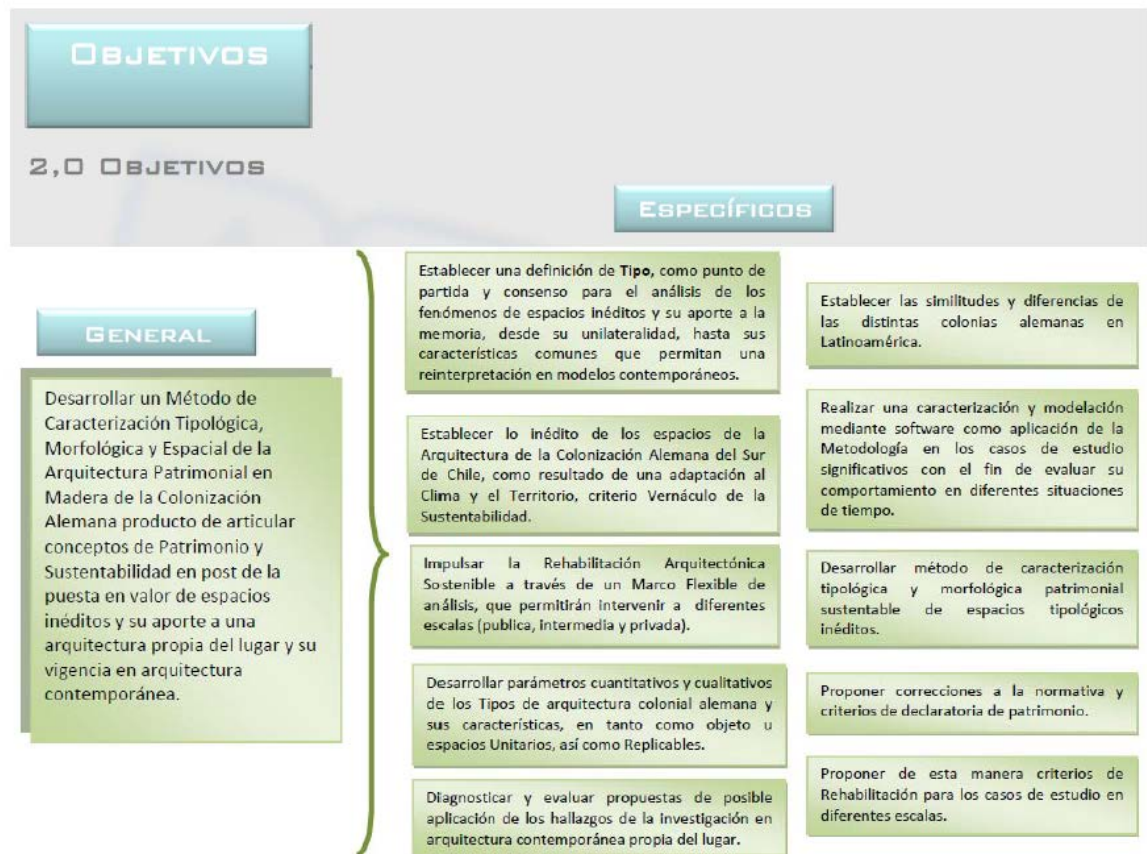 OBJETIVOS
2,0 OBJETIVOS
ESPECÍFICOS
GENERAL
Desarrollar un Método de
Caracterización Tipológica,
Morfológica y Espacial de la
Arquitectura Patrimonial en
Madera de la Colonización
Alemana producto de articular
conceptos de Patrimonio y
Sustentabilidad en post de la
puesta en valor de espacios
inéditos y su aporte a una
arquitectura propia del lugar y su
vigencia en arquitectura
contemporánea.
Establecer una definición de Tipo, como punto de
partida y consenso para el análisis de los
fenómenos de espacios inéditos y su aporte a la
memoria, desde su unilateralidad, hasta sus
características comunes que permitan una
reinterpretación en modelos contemporáneos.
Establecer lo inédito de los espacios de la
Arquitectura de la Colonización Alemana del Sur
de Chile, como resultado de una adaptación al
Clima y el Territorio, criterio Vernáculo de la
Sustentabilidad.
Impulsar la Rehabilitación Arquitectónica
Sostenible a través de un Marco Flexible de
análisis, que permitirán intervenir a diferentes
escalas (publica, intermedia y privada).
Desarrollar parámetros cuantitativos y cualitativos
de los Tipos de arquitectura colonial alemana y
sus características, en tanto como objeto u
espacios Unitarios, así como Replicables.
Diagnosticar y evaluar propuestas de posible
aplicación de los hallazgos de la investigación en
arquitectura contemporánea propia del lugar.
Establecer las similitudes y diferencias de
las distintas colonias alemanas en
Latinoamérica.
Realizar una caracterización y modelación
mediante software como aplicación de la
Metodología en los casos de estudio
significativos con el fin de evaluar su
comportamiento en diferentes situaciones
de tiempo.
Desarrollar método de caracterización
tipológica y morfológica patrimonial
sustentable de espacios tipológicos
inéditos.
Proponer correcciones a la normativa y
criterios de declaratoria de patrimonio.
Proponer de esta manera criterios de
Rehabilitación para los casos de estudio en
diferentes escalas.